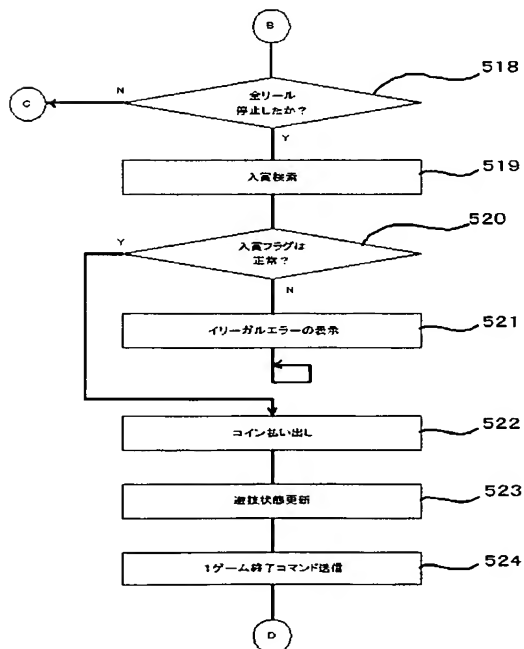 B
518
全リール
停止したか？
N
C
Y
519
入賞検索
520
入賞フラグは
正常？
Y
N
521
イリーガルエラーの表示
522
コイン払い出し
523
遊技状態更新
524
1ゲーム終了コマンド送信
D